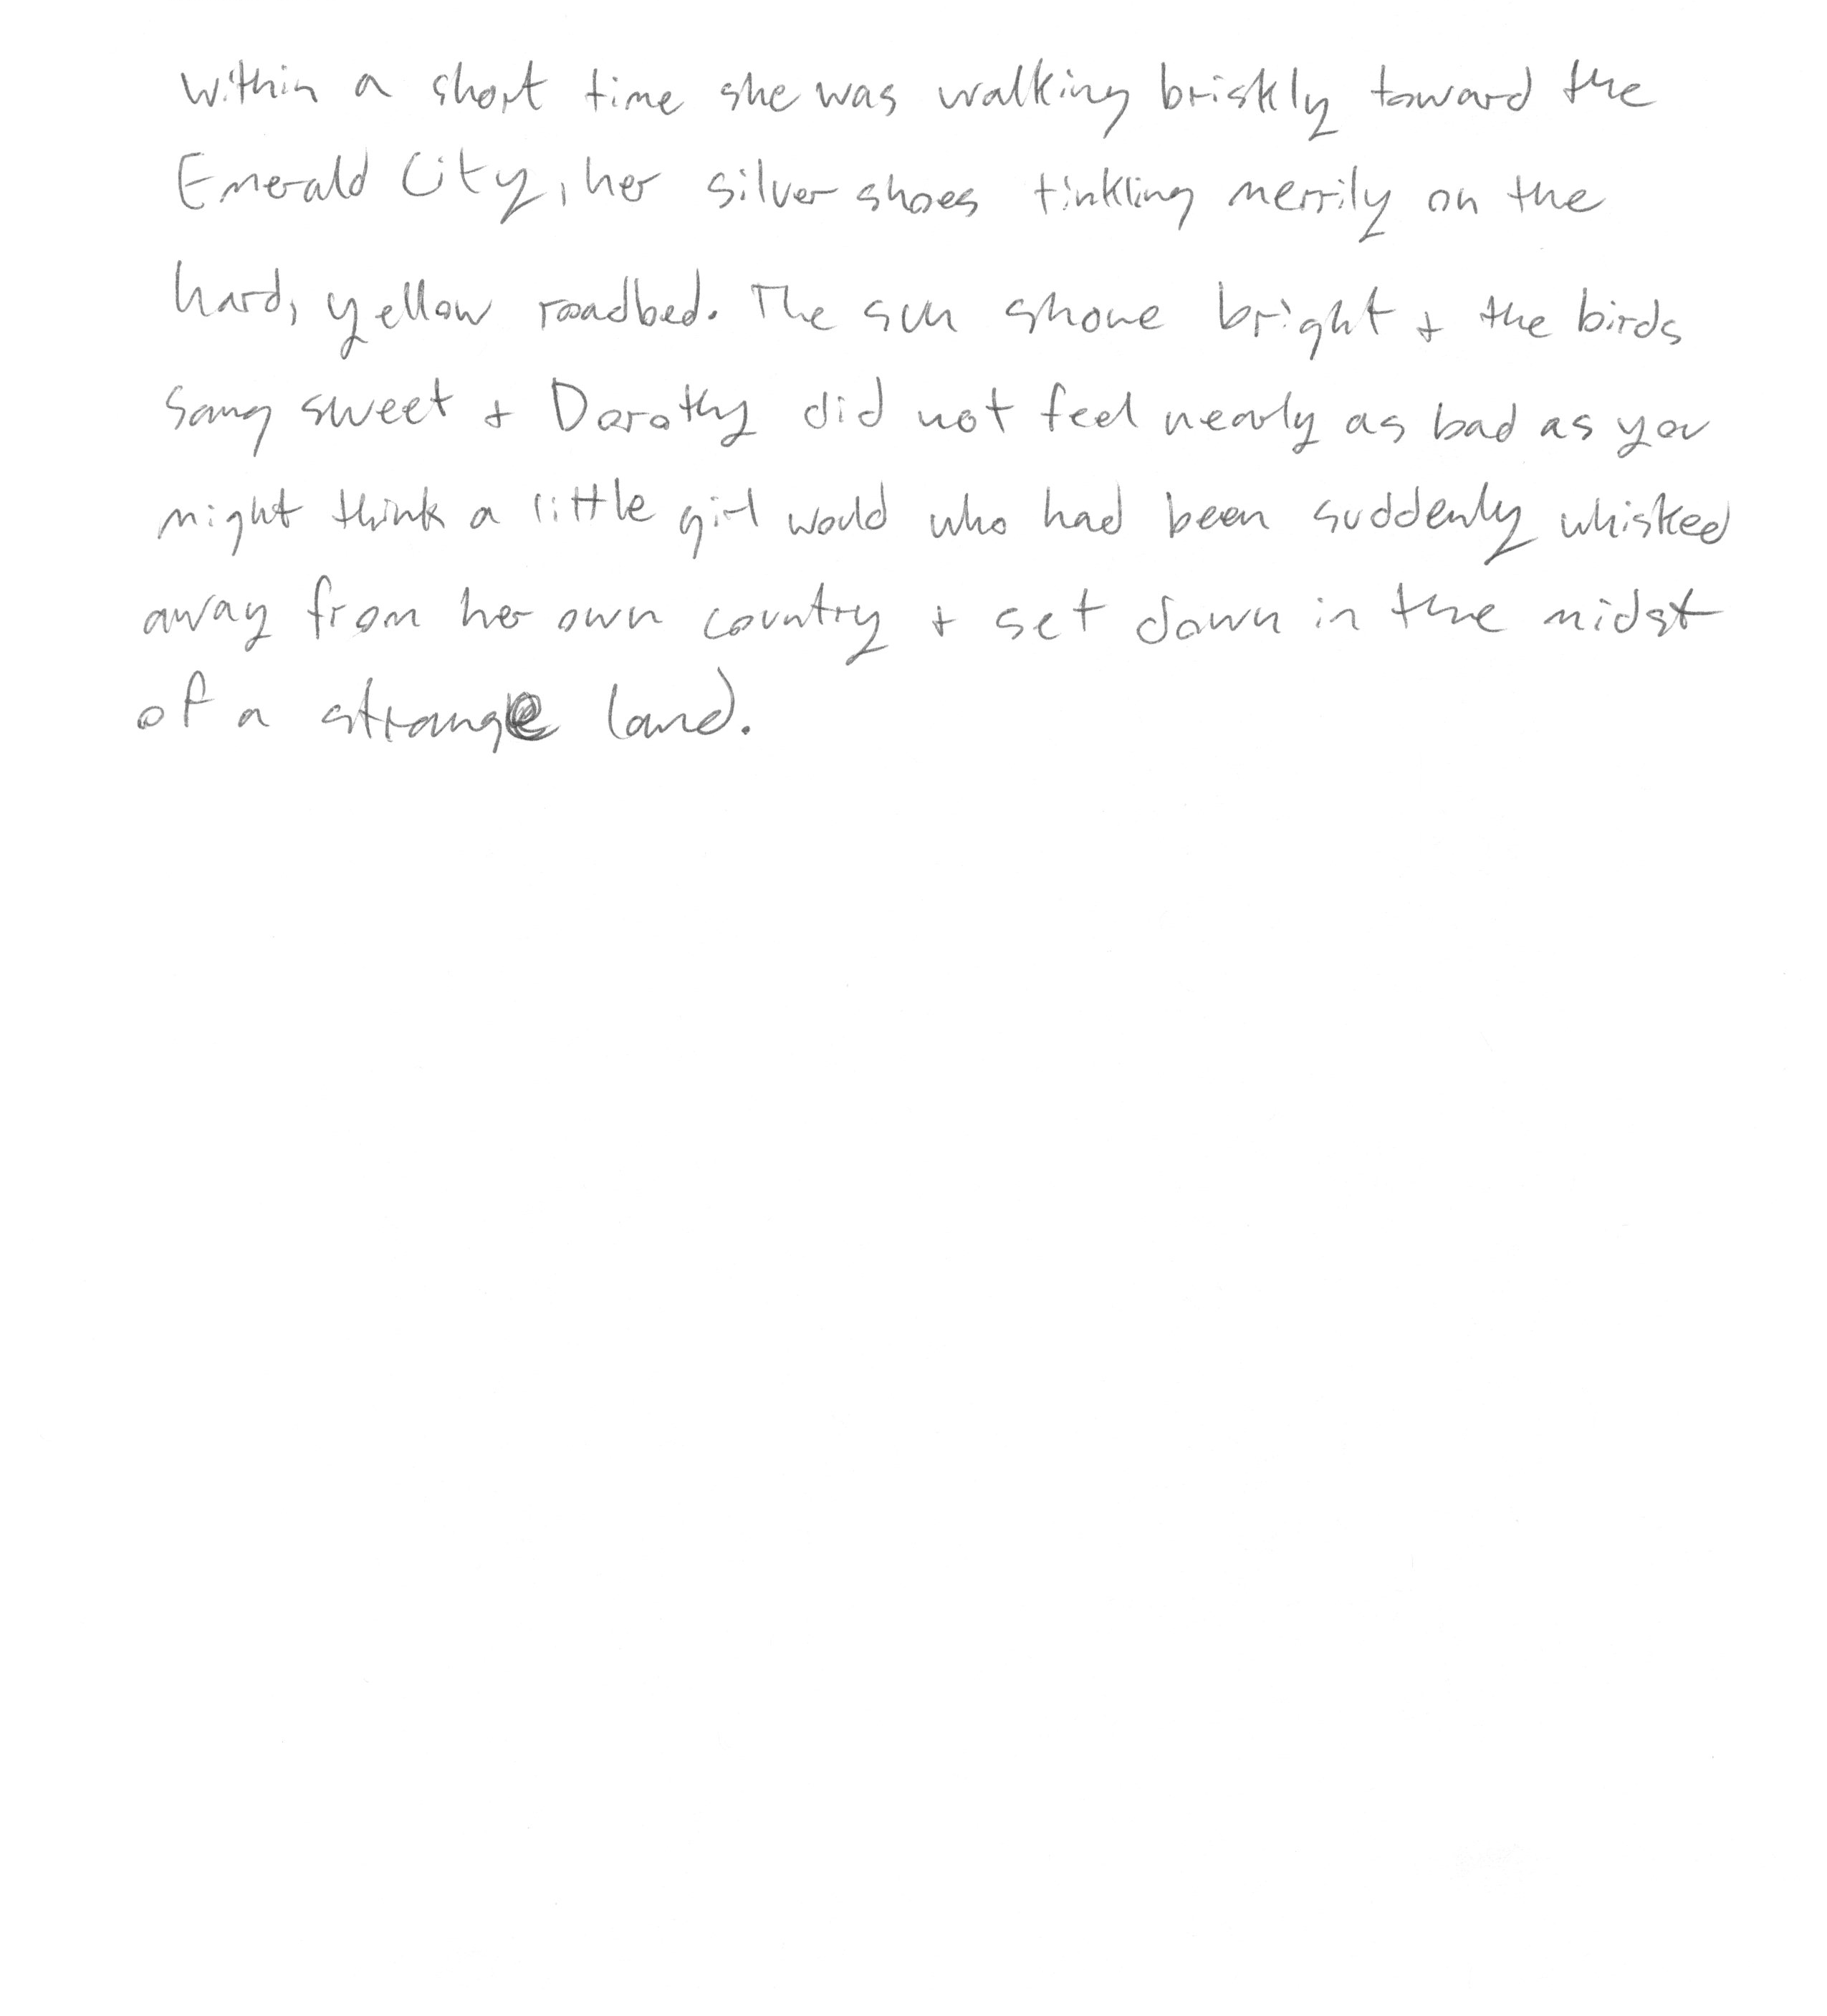 Within a short time she was walking briskly toward the
Emerald City, her silver shoes tinkling merrily on the
hard, yellow roadbed. The sun shone bright + the birds
sang sweet + Dorothy did not feel nearly as bad as you
might think a little girl would who had been suddenly whisked
away from her own country + set down in the midst
of a strange land.